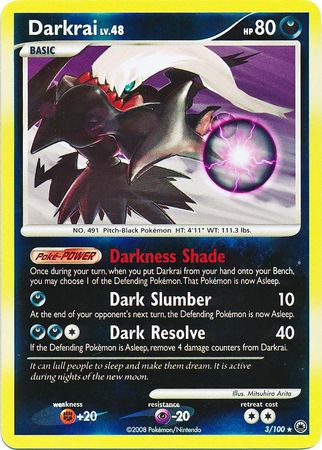 Darkrai LV.48 HP 80
BASIC
NO. 491 Pitch-Black Pokémon HT: 4'11" WT: 111.3 lbs.
Poké-POWER Darkness Shade
Once during your turn, when you put Darkrai from your hand onto your Bench,
you may choose 1 of the Defending Pokémon. That Pokémon is now Asleep.
Dark Slumber 10
At the end of your opponent's next turn, the Defending Pokémon is now Asleep.
Dark Resolve 40
If the Defending Pokémon is Asleep, remove 4 damage counters from Darkrai.
It can lull people to sleep and make them dream. It is active
during nights of the new moon.
Illus. Mitsuhiro Arita
weakness resistance retreat cost
+20 -20
©2008 Pokémon/Nintendo 3/100 ★